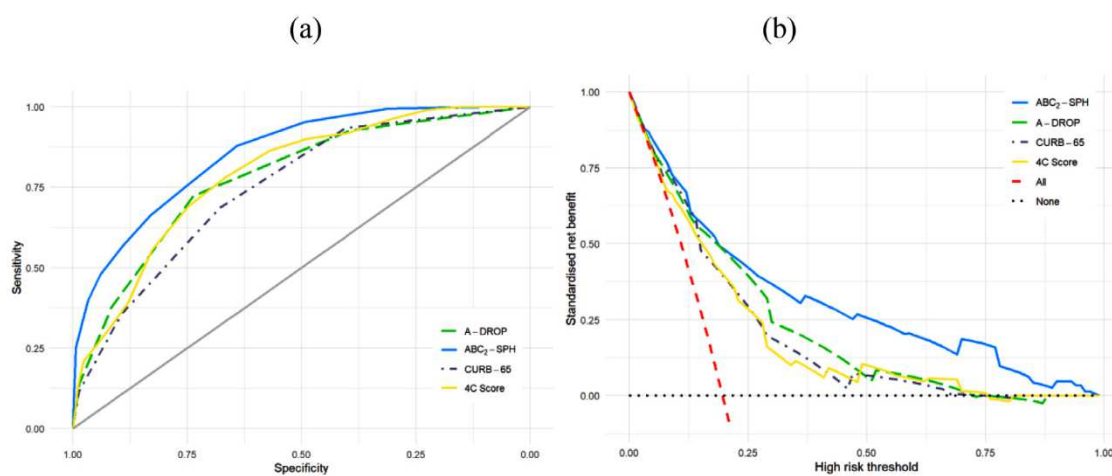 (a)
(b)
1.00
0.75
0.50
0.25
0.00
Sensitivity
1.00
0.75
0.50
0.25
0.00
Specificity
A – DROP
ABC₂ – SPH
CURB – 65
4C Score
1.00
0.75
0.50
0.25
0.00
Standardised net benefit
0.00
0.25
0.50
0.75
1.00
High risk threshold
ABC₂ – SPH
A – DROP
CURB – 65
4C Score
All
None